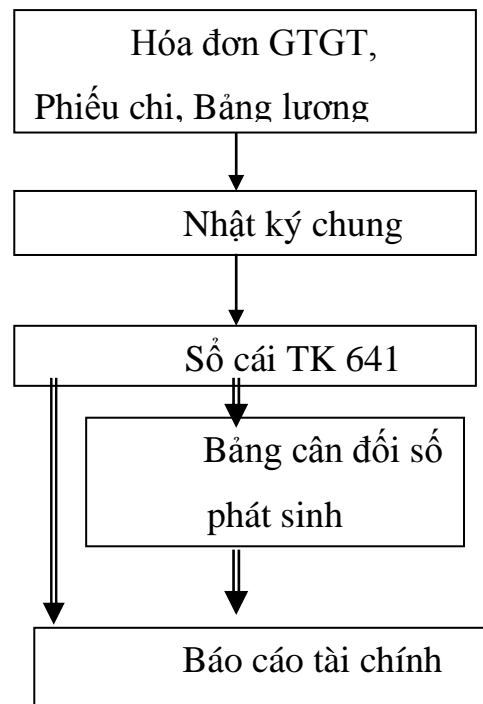 Hóa đơn GTGT,
Phiếu chi, Bảng lương
Nhật ký chung
Sổ cái TK 641
Bảng cân đối số
phát sinh
Báo cáo tài chính